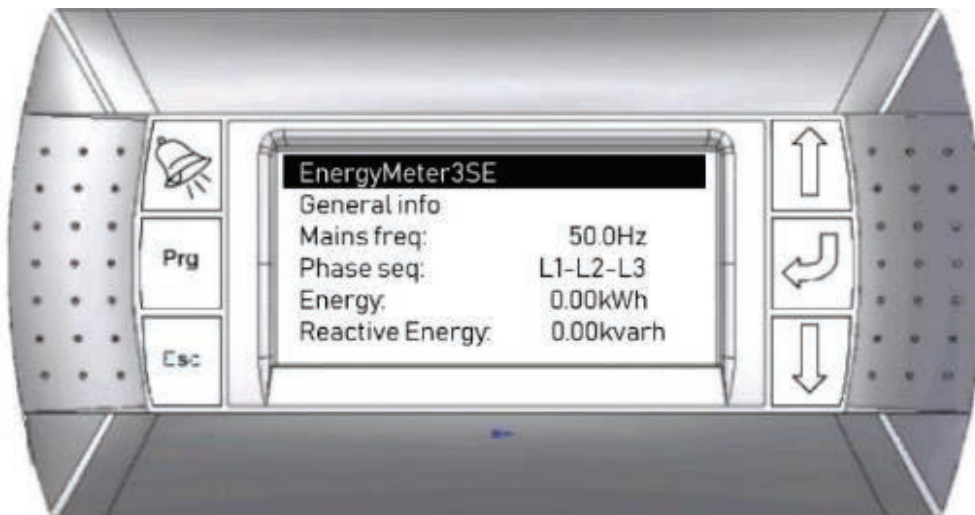 EnergyMeter3SE
General info
Mains freq: 50.0Hz
Phase seq: L1-L2-L3
Energy: 0.00kWh
Reactive Energy: 0.00kvarh
Prg
Esc